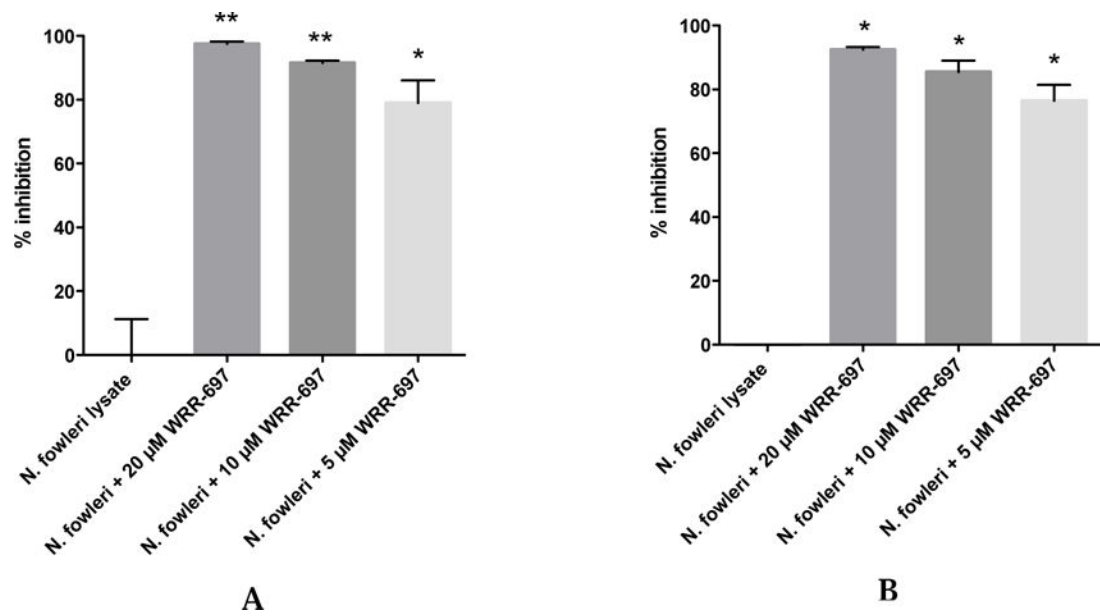 % inhibition
100
80
60
40
20
0
**
**
*
N. fowleri lysate
N. fowleri + 20 µM WRR-697
N. fowleri + 10 µM WRR-697
N. fowleri + 5 µM WRR-697
A
% inhibition
100
80
60
40
20
0
*
*
*
N. fowleri lysate
N. fowleri + 20 µM WRR-697
N. fowleri + 10 µM WRR-697
N. fowleri + 5 µM WRR-697
B